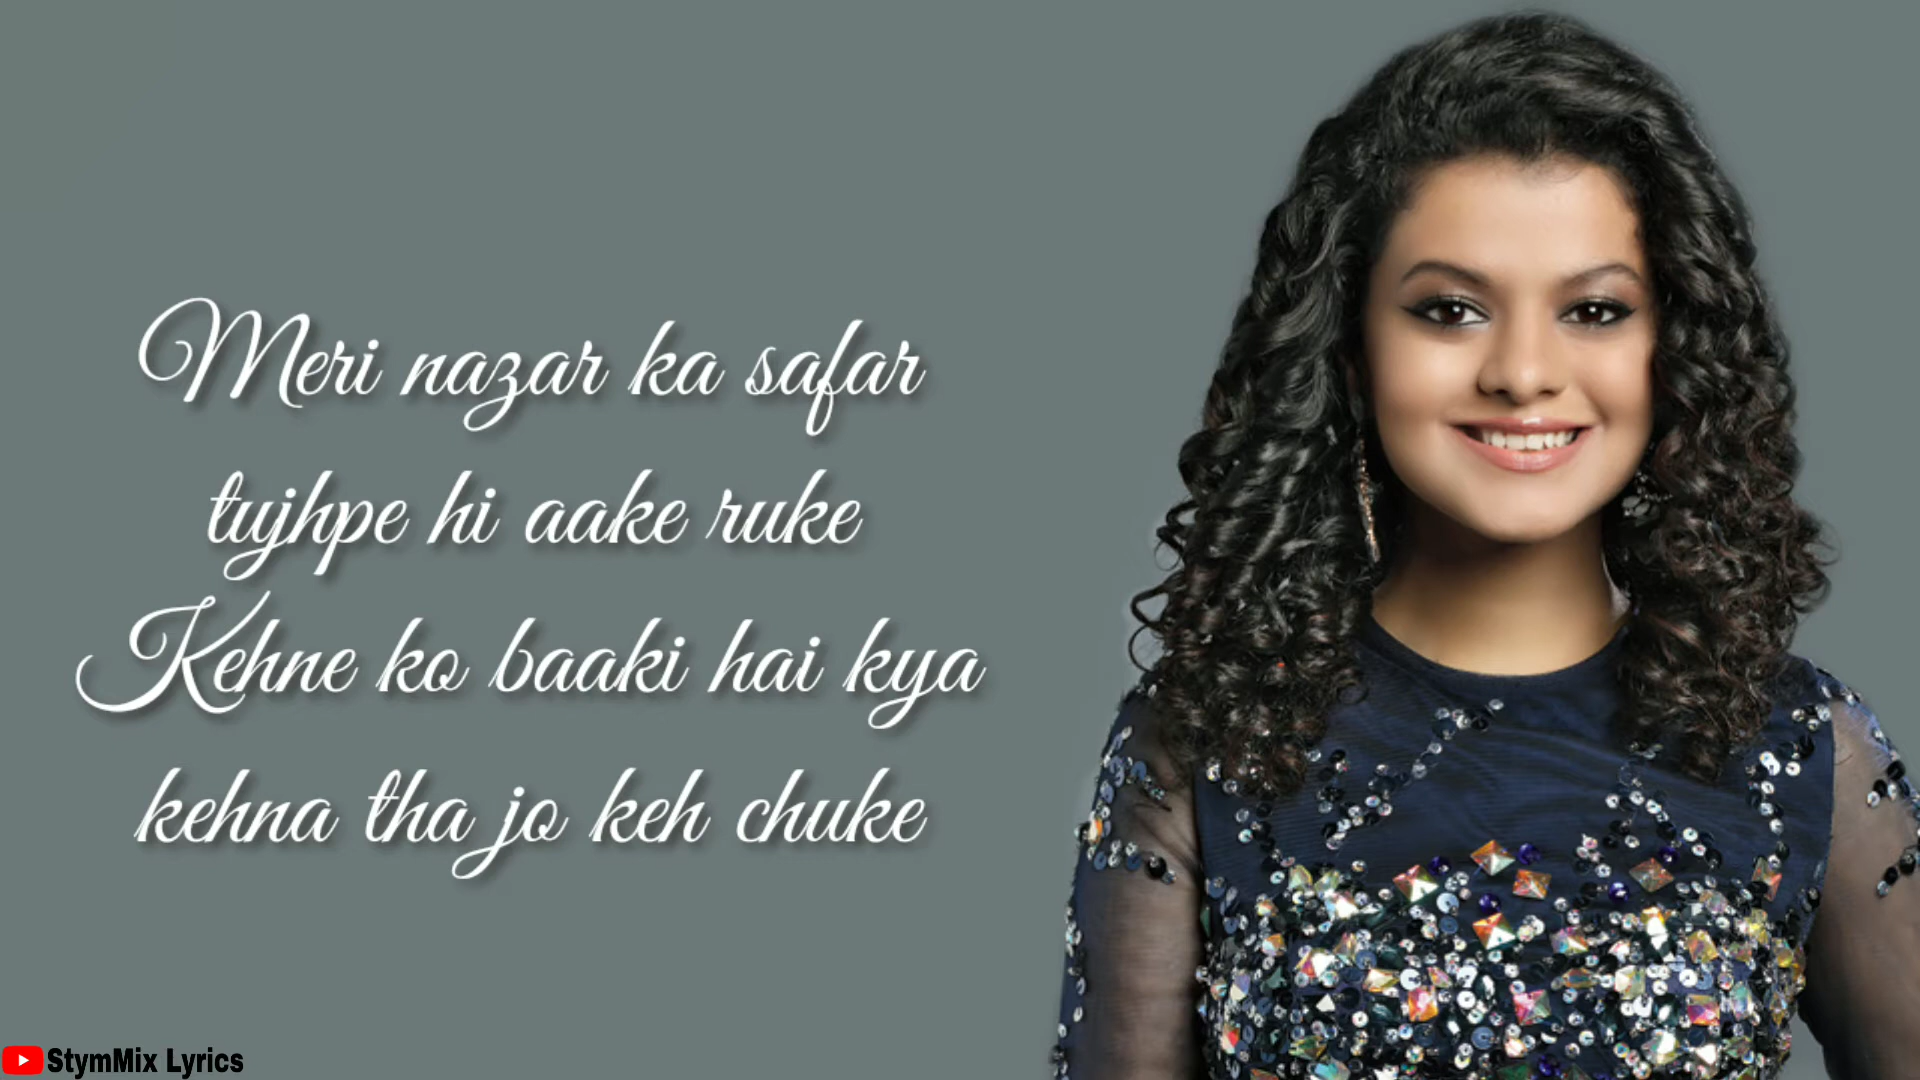 Meri nazar ka safar
tujhpe hi aake ruke
Kehne ko baaki hai kya
kehna tha jo keh chuke
StymMix Lyrics